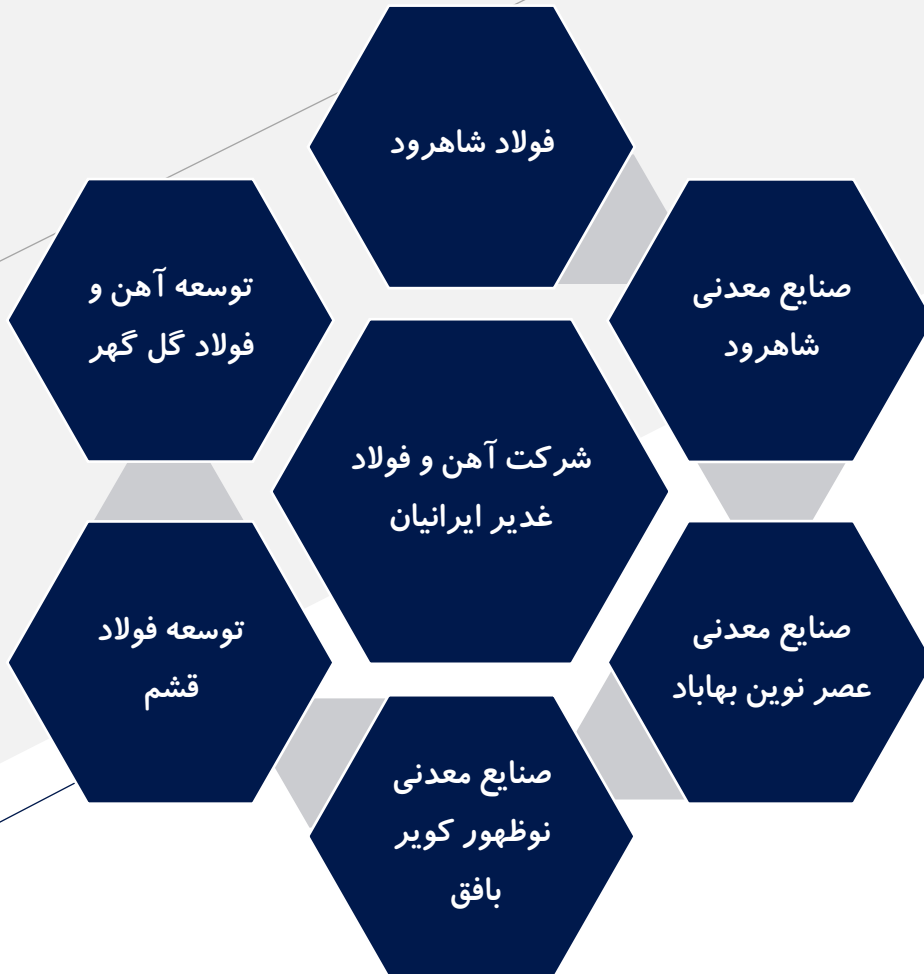 فولاد شاهرود
صنایع معدنی
شاهرود
توسعه آهن و
فولاد گل گهر
شرکت آهن و فولاد
غدیر ایرانیان
صنایع معدنی
عصر نوین بهاباد
توسعه فولاد
قشم
صنایع معدنی
نوظهور کویر
بافق